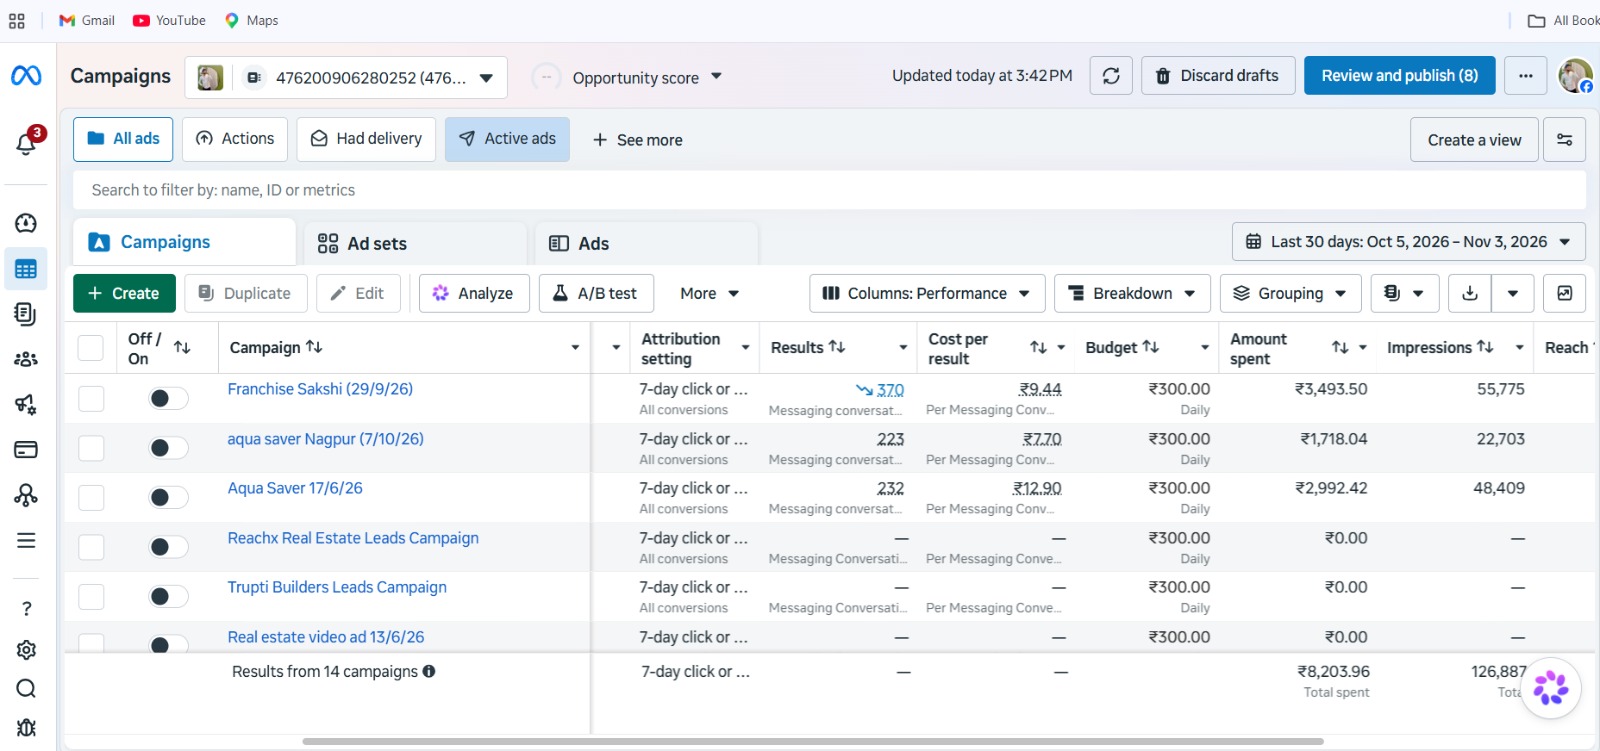 Gmail YouTube Maps All Book
Campaigns 476200906280252 (476... -- Opportunity score Updated today at 3:42 PM Discard drafts Review and publish (8) ...
3
All ads Actions Had delivery Active ads + See more Create a view
Search to filter by: name, ID or metrics
Campaigns Ad sets Ads Last 30 days: Oct 5, 2026 – Nov 3, 2026
+ Create Duplicate Edit Analyze A/B test More Columns: Performance Breakdown Grouping
Off / On Campaign Attribution setting Results Cost per result Budget Amount spent Impressions Reach
Franchise Sakshi (29/9/26) 7-day click or ... 370 ₹9.44 ₹300.00 ₹3,493.50 55,775
All conversions Messaging conversat... Per Messaging Conv... Daily
aqua saver Nagpur (7/10/26) 7-day click or ... 223 ₹7.70 ₹300.00 ₹1,718.04 22,703
All conversions Messaging conversat... Per Messaging Conv... Daily
Aqua Saver 17/6/26 7-day click or ... 232 ₹12.90 ₹300.00 ₹2,992.42 48,409
All conversions Messaging conversat... Per Messaging Conv... Daily
Reachx Real Estate Leads Campaign 7-day click or ... — — ₹300.00 ₹0.00 —
All conversions Messaging Conversati... Per Messaging Conve... Daily
Trupti Builders Leads Campaign 7-day click or ... — — ₹300.00 ₹0.00 —
All conversions Messaging Conversati... Per Messaging Conve... Daily
Real estate video ad 13/6/26 7-day click or ... — — ₹300.00 ₹0.00 —
Results from 14 campaigns 7-day click or ... — — ₹8,203.96 126,887
Total spent Tota
?